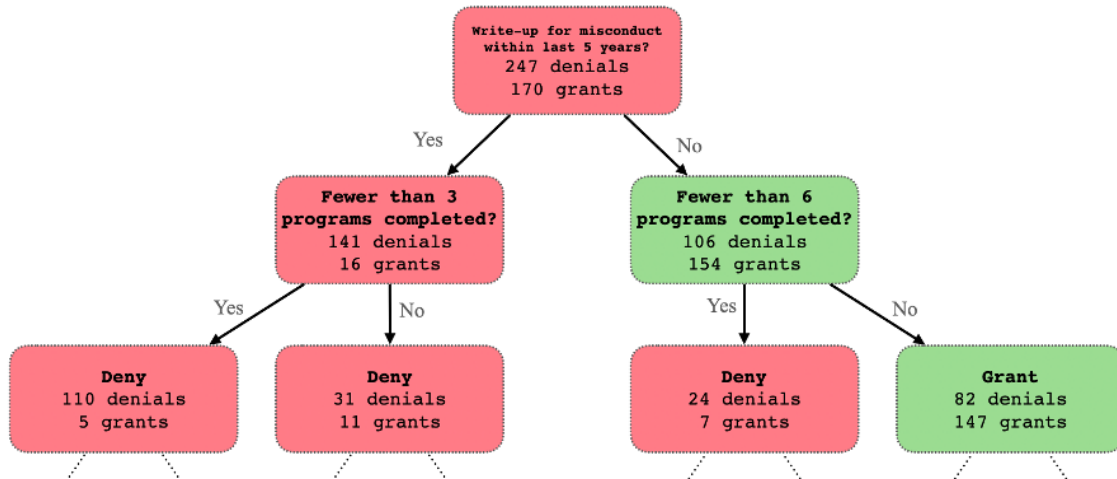 Write-up for misconduct
within last 5 years?
247 denials
170 grants
Yes
No
Fewer than 3
programs completed?
141 denials
16 grants
Fewer than 6
programs completed?
106 denials
154 grants
Yes
No
Yes
No
Deny
110 denials
5 grants
Deny
31 denials
11 grants
Deny
24 denials
7 grants
Grant
82 denials
147 grants